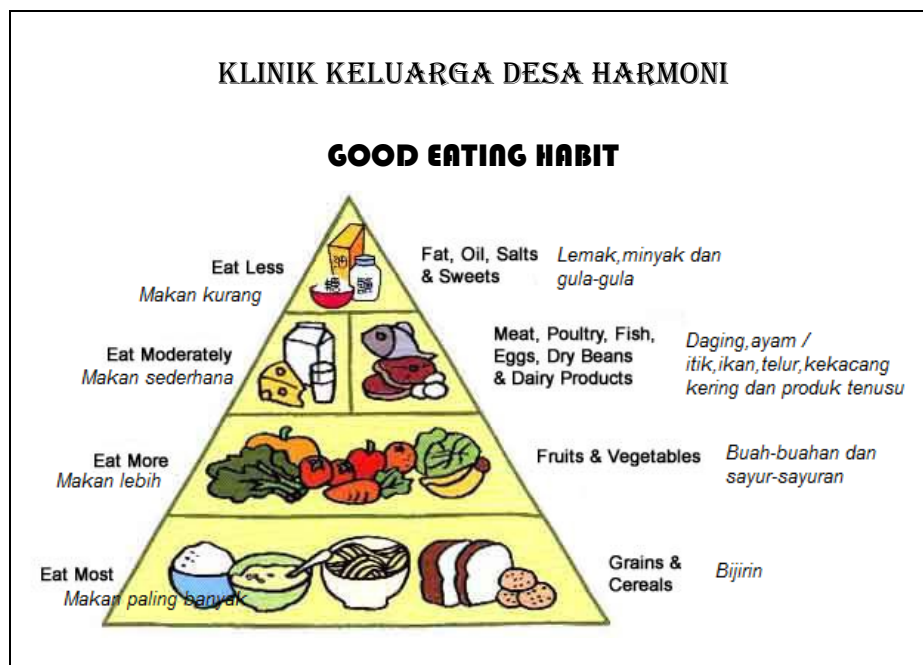 KLINIK KELUARGA DESA HARMONI
GOOD EATING HABIT
Eat Less
Makan kurang
Fat, Oil, Salts
& Sweets
Lemak,minyak dan
gula-gula
Eat Moderately
Makan sederhana
Meat, Poultry, Fish,
Eggs, Dry Beans
& Dairy Products
Daging,ayam /
itik,ikan,telur,kekacang
kering dan produk tenusu
Eat More
Makan lebih
Fruits & Vegetables
Buah-buahan dan
sayur-sayuran
Eat Most
Makan paling banyak
Grains &
Cereals
Bijirin